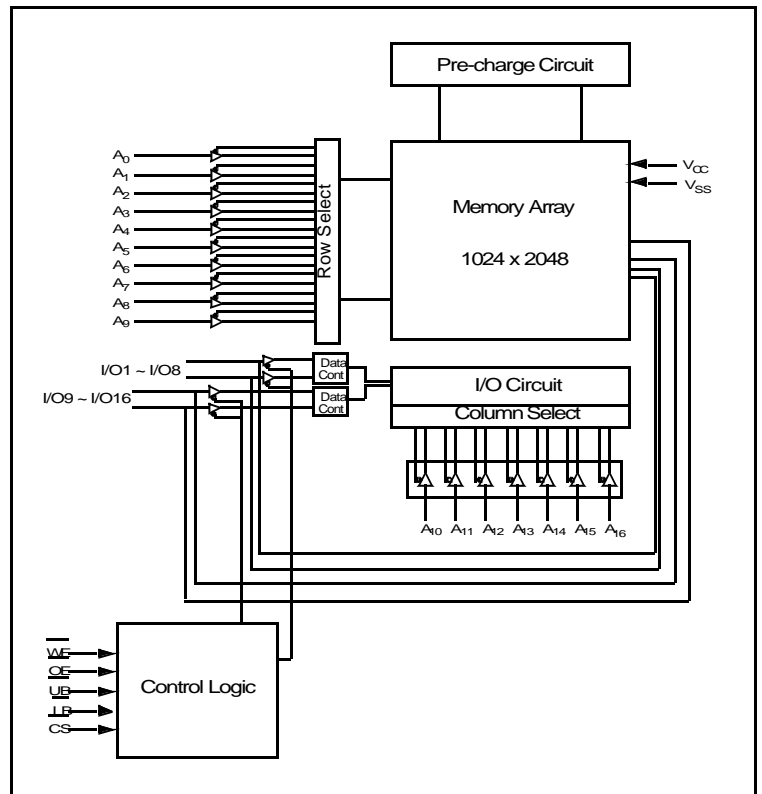 Pre-charge Circuit
A0
A1
A2
A3
A4
A5
A6
A7
A8
A9
Row Select
Memory Array
1024 x 2048
VCC
VSS
I/O1 ~ I/O8
I/O9 ~ I/O16
Data
Cont
Data
Cont
I/O Circuit
Column Select
A10
A11
A12
A13
A14
A15
A16
WE
OE
UB
LB
CS
Control Logic